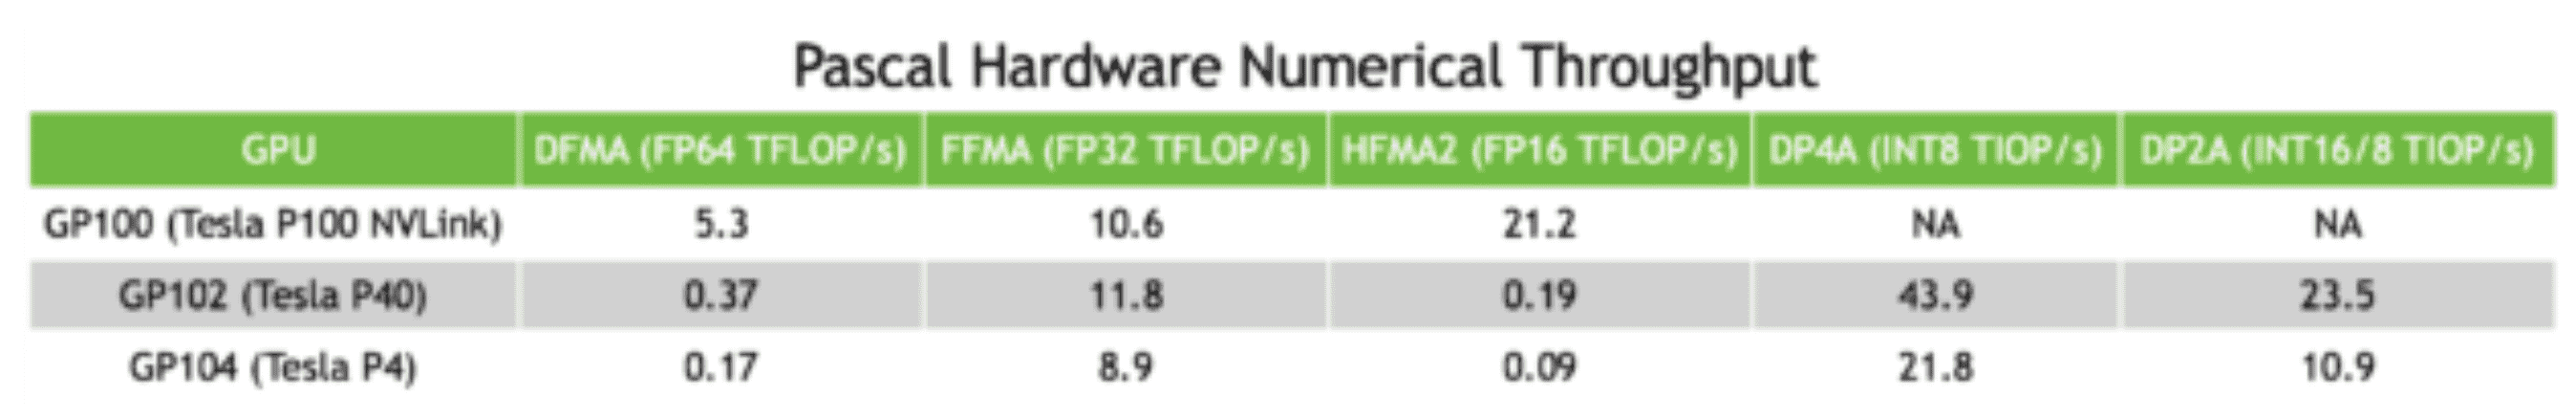 Pascal Hardware Numerical Throughput
GPU DFMA (FP64 TFLOP/s) FFMA (FP32 TFLOP/s) HFMA2 (FP16 TFLOP/s) DP4A (INT8 TIOP/s) DP2A (INT16/8 TIOP/s)
GP100 (Tesla P100 NVLink) 5.3 10.6 21.2 NA NA
GP102 (Tesla P40) 0.37 11.8 0.19 43.9 23.5
GP104 (Tesla P4) 0.17 8.9 0.09 21.8 10.9